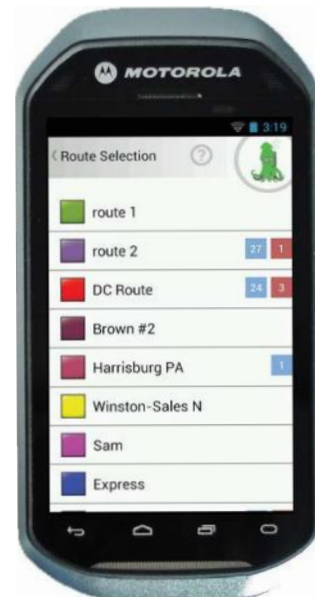 MOTOROLA
3:19
Route Selection ?
route 1
route 2 27 1
DC Route 24 3
Brown #2
Harrisburg PA 1
Winston-Sales N
Sam
Express